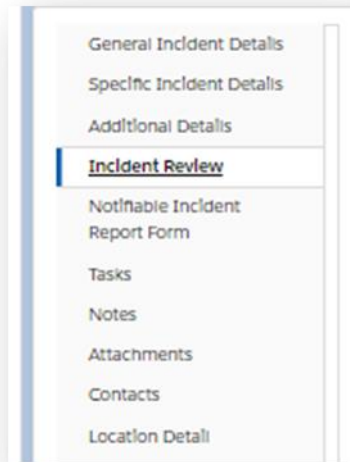 General Incident Details
Specific Incident Details
Additional Details
Incident Review
Notifiable Incident
Report Form
Tasks
Notes
Attachments
Contacts
Location Detail